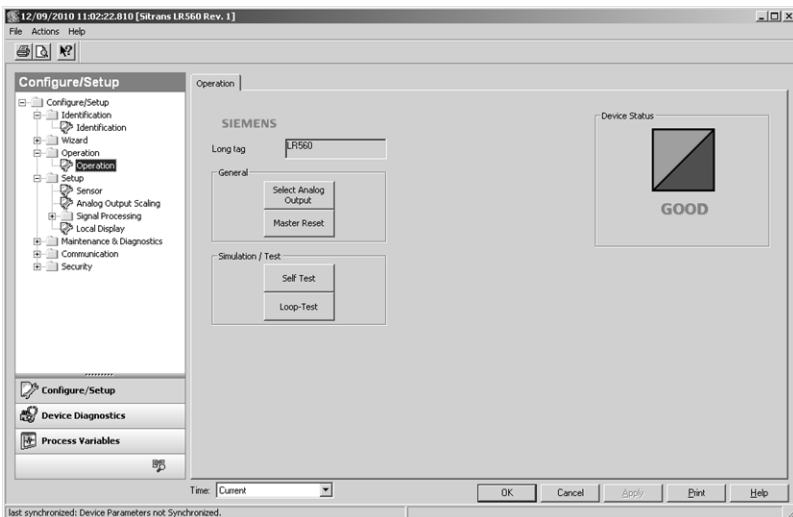 12/09/2010 11:02:22.810 [Sitrans LR560 Rev. 1]
File Actions Help
Configure/Setup
Configure/Setup
Identification
Identification
Wizard
Operation
Operation
Setup
Sensor
Analog Output Scaling
Signal Processing
Local Display
Maintenance & Diagnostics
Communication
Security
Configure/Setup
Device Diagnostics
Process Variables
Operation
SIEMENS
Long tag LR560
General
Select Analog
Output
Master Reset
Simulation / Test
Self Test
Loop-Test
Device Status
GOOD
Time: Current
OK Cancel Apply Print Help
last synchronized: Device Parameters not Synchronized.